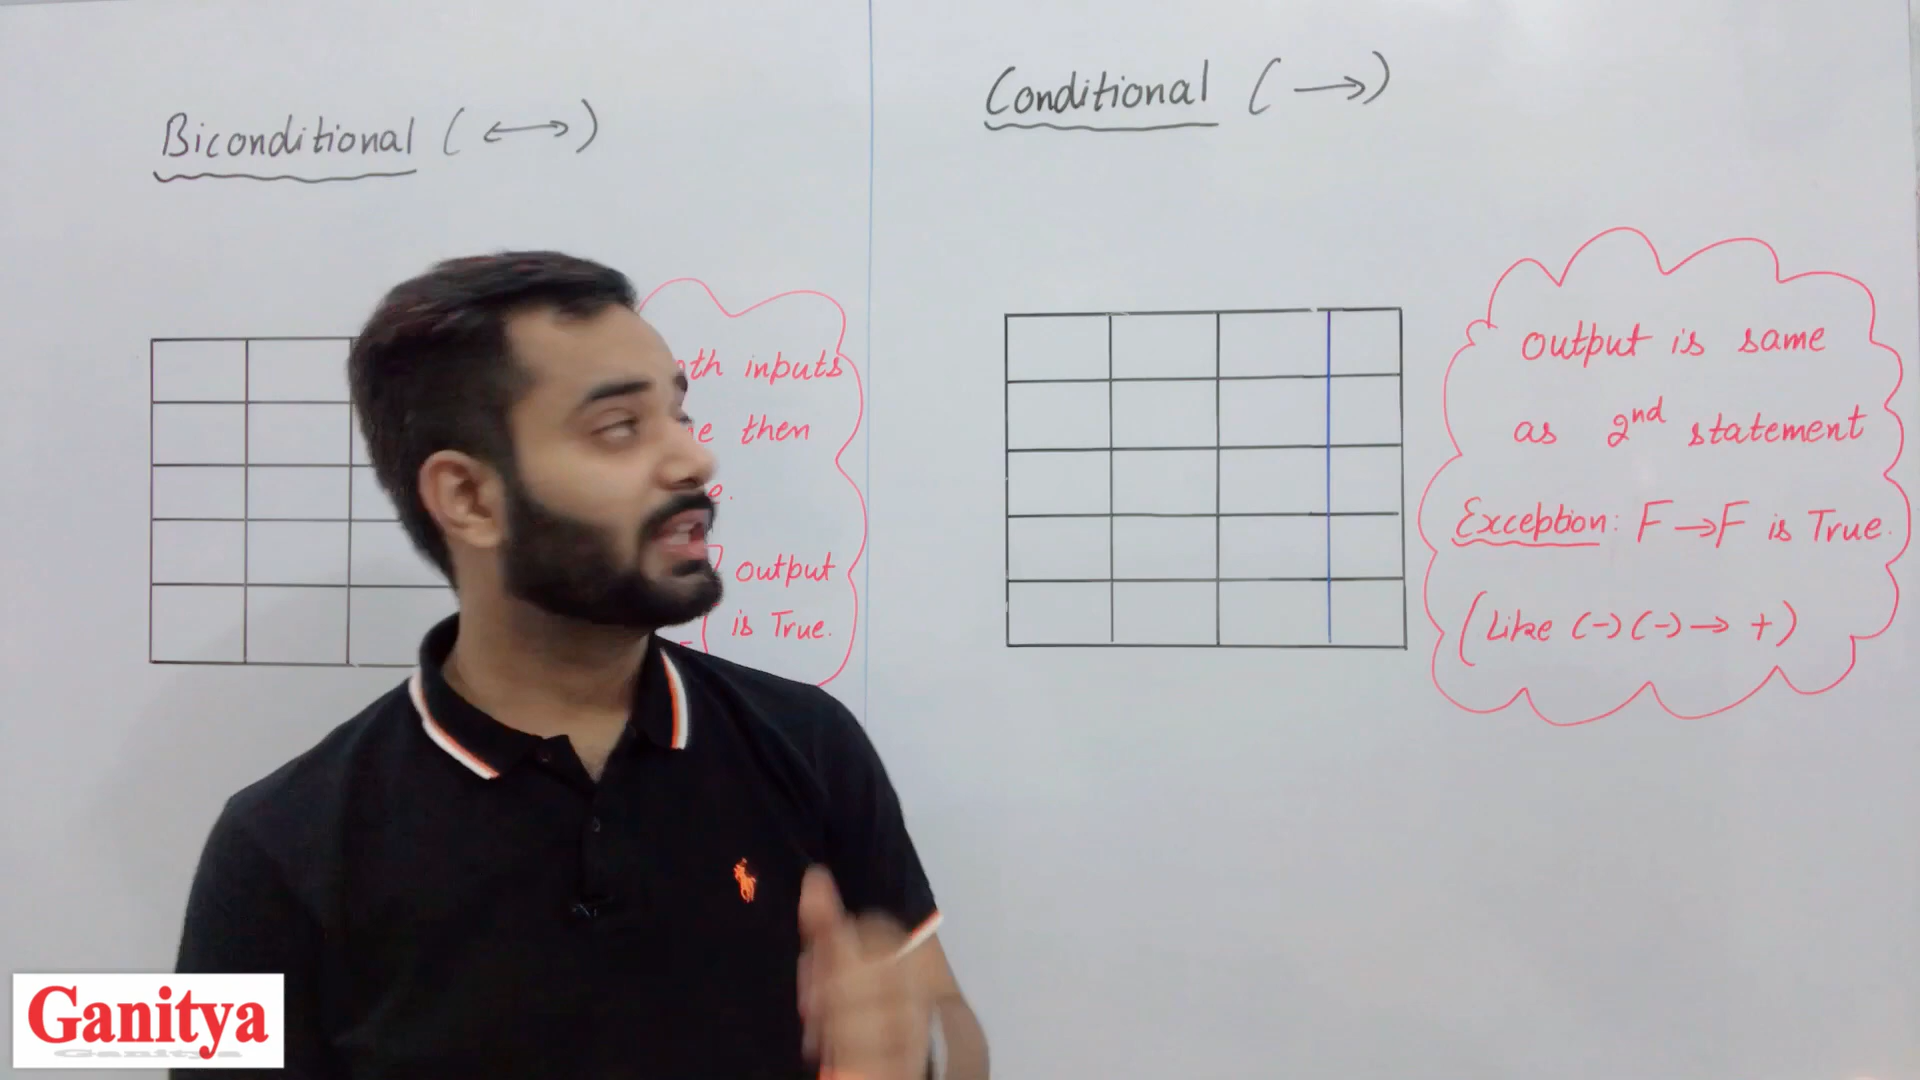 Biconditional (↔)
inputs
then
output
is True.
Conditional (→)
output is same
as 2nd statement
Exception: F→F is True.
(Like (-)(-)→ +)
Ganitya